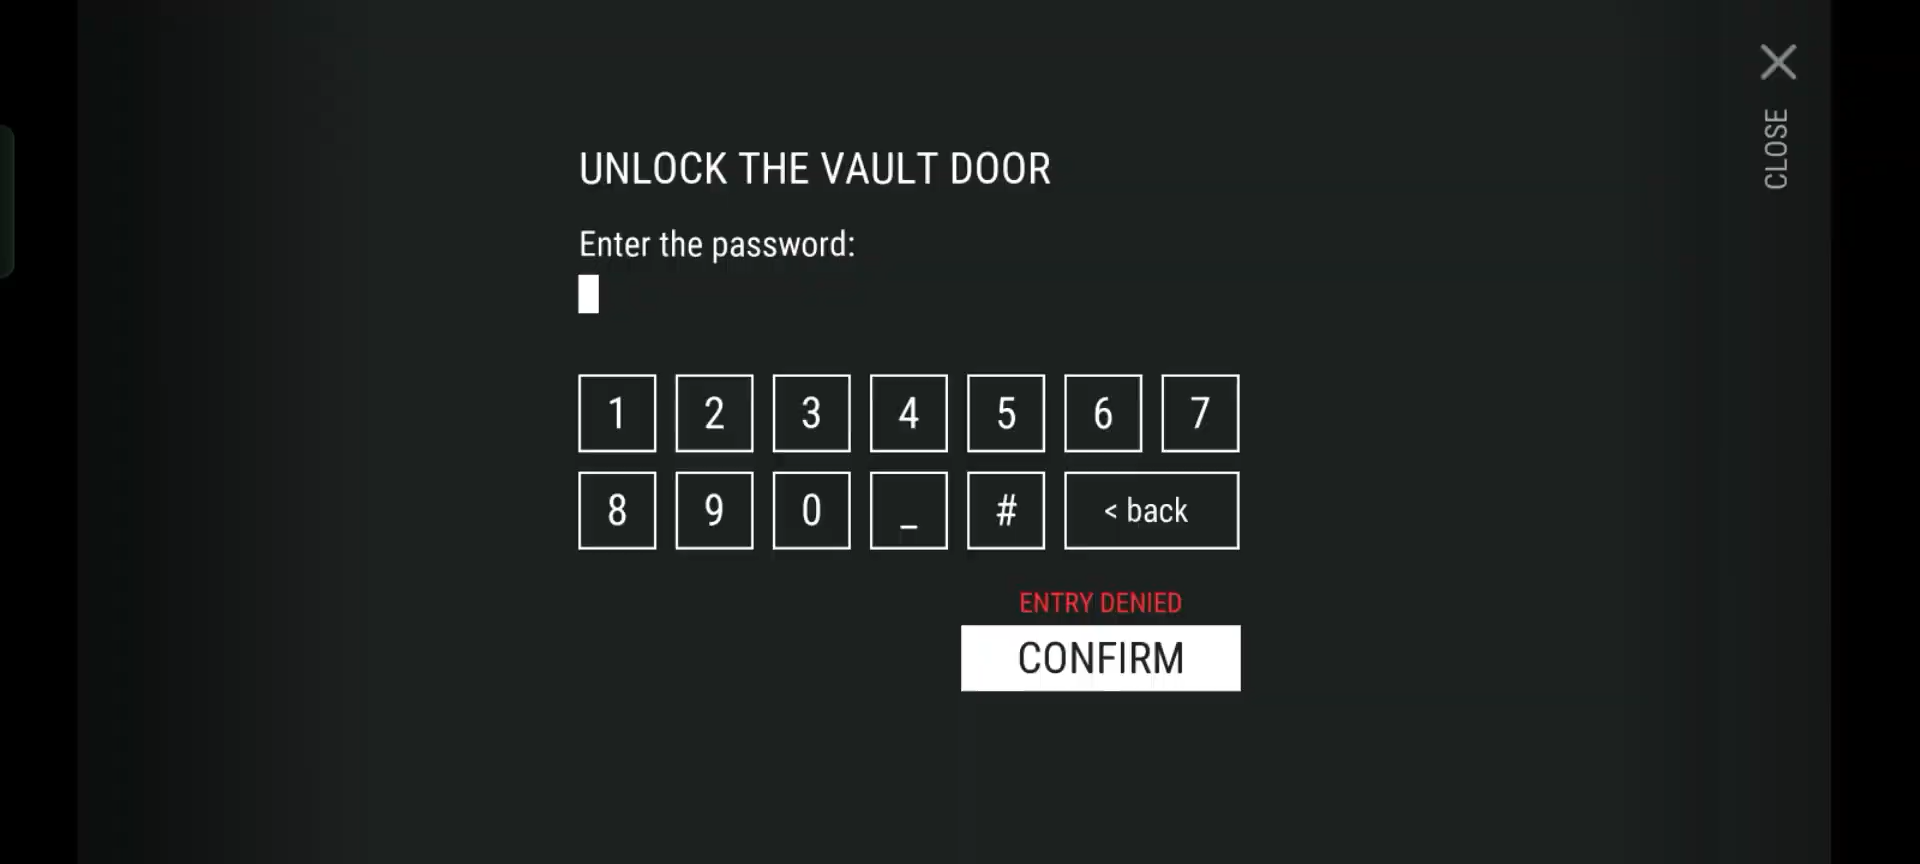 CLOSE
UNLOCK THE VAULT DOOR
Enter the password:
1 2 3 4 5 6 7
8 9 0 _ # < back
ENTRY DENIED
CONFIRM